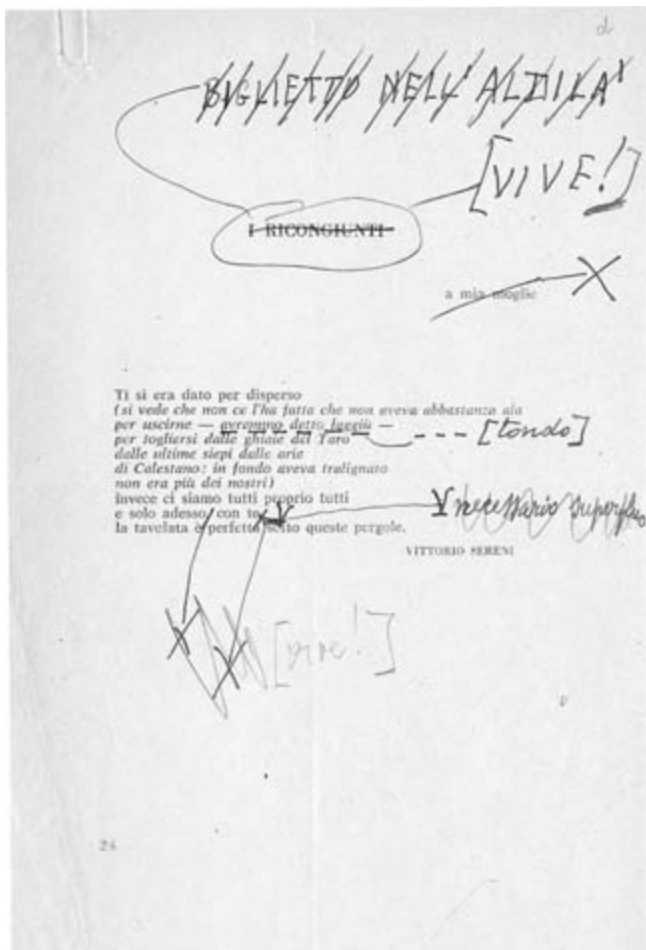 d
BIGLIETTO NELL' ALDILA'
[VIVE!]
I RICONGIUNTI
a mia moglie X
Ti si era dato per disperso
(si vede che non ce l'ha fatta che non aveva abbastanza ala
per uscirne — avremmo detto laggiù —
per togliersi dalle ghiaie del Taro --- [tondo]
dalle ultime siepi dalle arie
di Calestano: in fondo aveva tralignato
non era più dei nostri)
invece ci siamo tutti proprio tutti
e solo adesso, con te V V necessario superfluo
la tavolata è perfetta sotto queste pergole.
VITTORIO SERENI
X X [vive!]
24